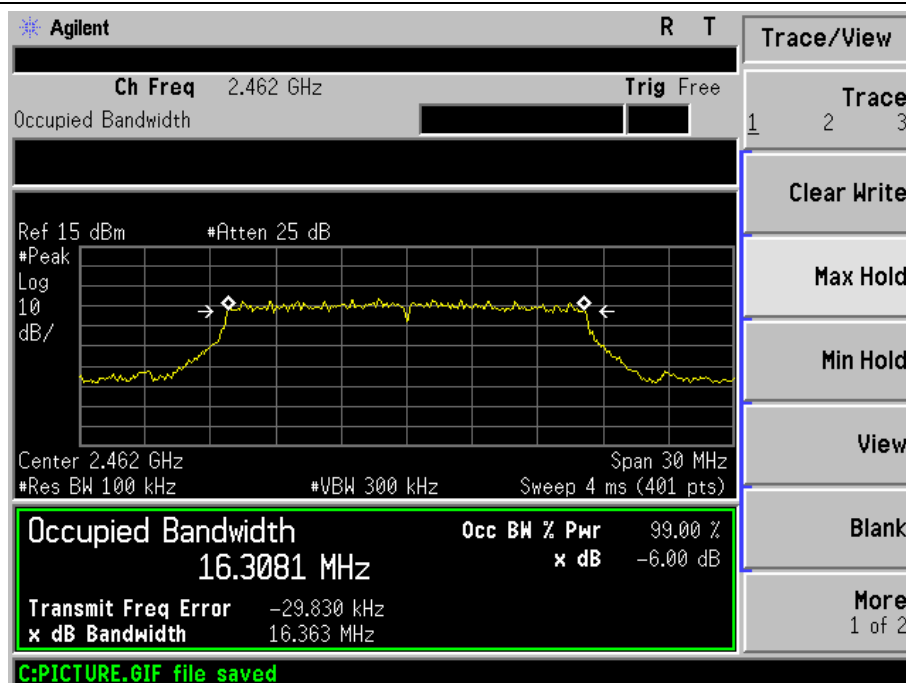 Agilent R T
Trace/View
Ch Freq 2.462 GHz Trig Free
Occupied Bandwidth
Trace
1 2 3
Clear Write
Max Hold
Min Hold
View
Blank
More
1 of 2
Ref 15 dBm #Atten 25 dB
#Peak
Log
10
dB/
Center 2.462 GHz Span 30 MHz
#Res BW 100 kHz #VBW 300 kHz Sweep 4 ms (401 pts)
Occupied Bandwidth Occ BW % Pwr 99.00 %
16.3081 MHz x dB -6.00 dB
Transmit Freq Error -29.830 kHz
x dB Bandwidth 16.363 MHz
C:PICTURE.GIF file saved